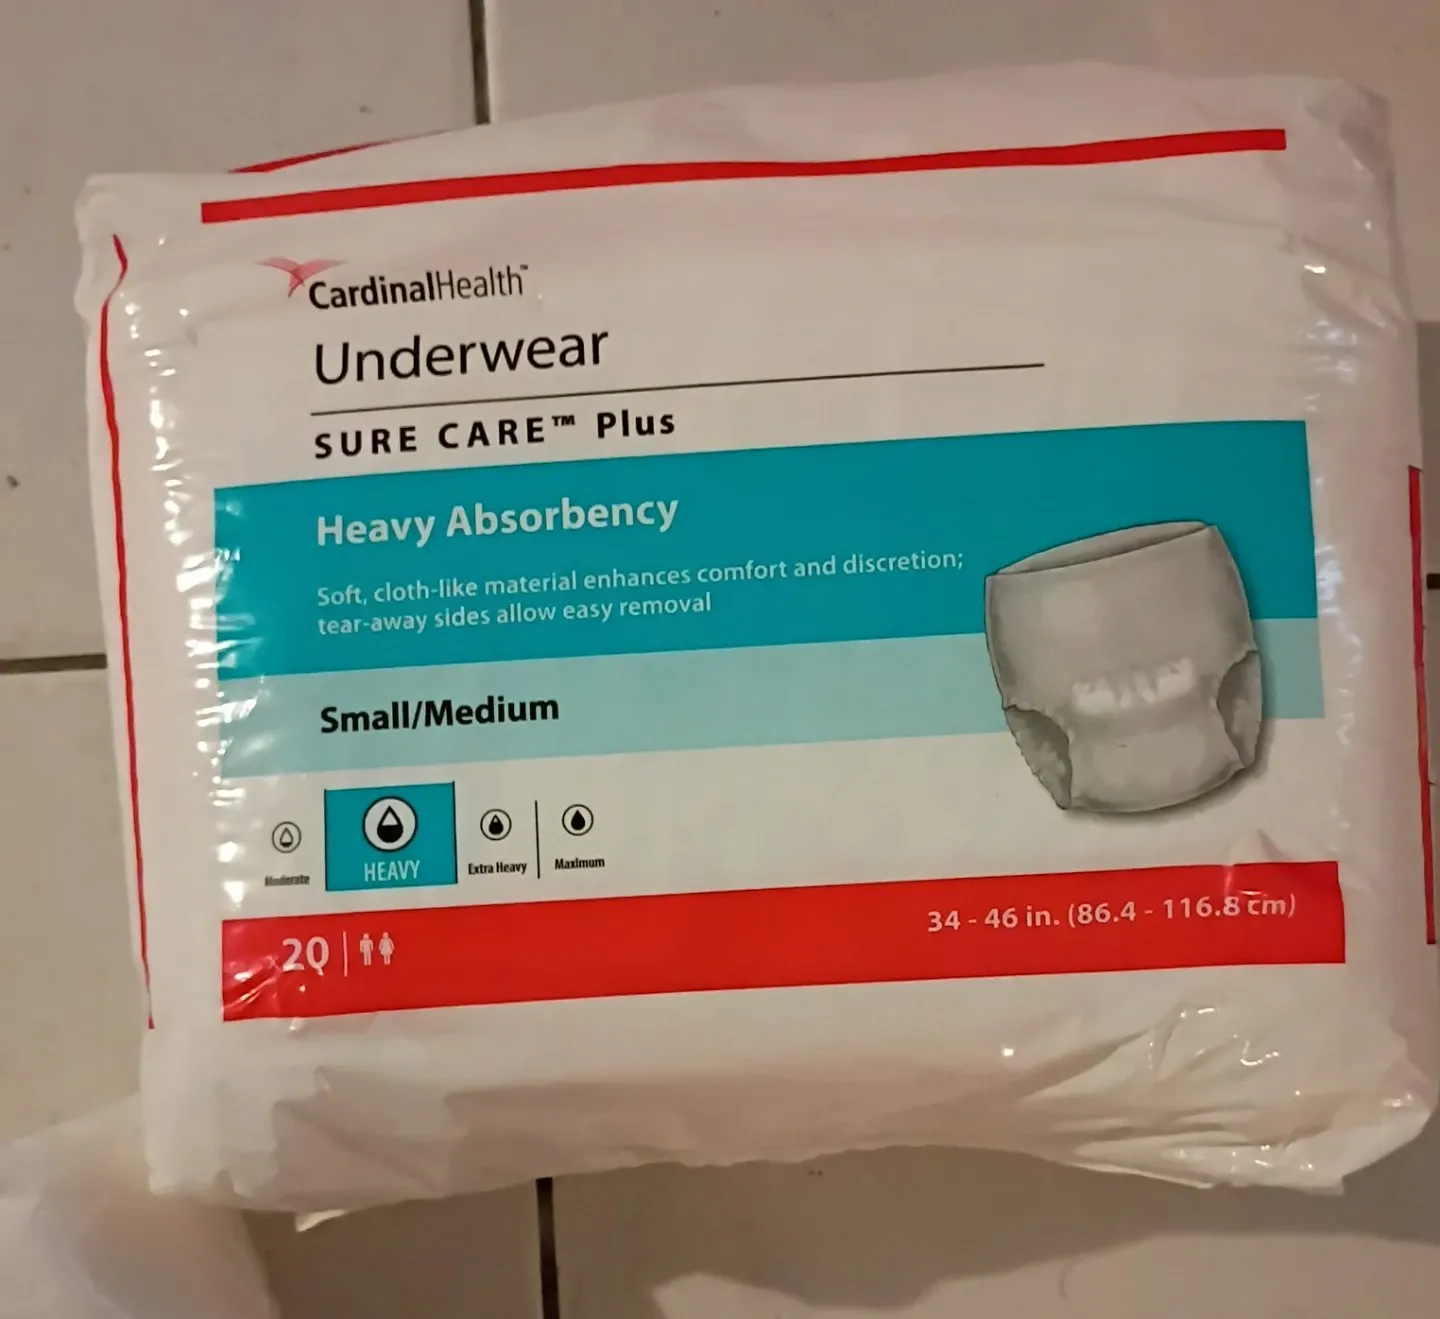 CardinalHealth™
Underwear
SURE CARE™ Plus
Heavy Absorbency
Soft, cloth-like material enhances comfort and discretion;
tear-away sides allow easy removal
Small/Medium
Moderate HEAVY Extra Heavy Maximum
x20 34 - 46 in. (86.4 - 116.8 cm)